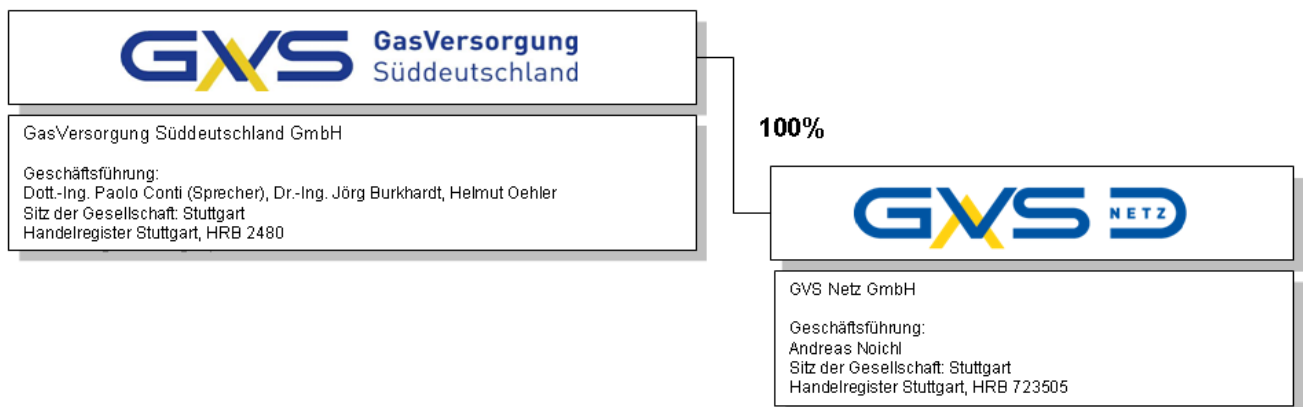 GVS GasVersorgung
Süddeutschland
GasVersorgung Süddeutschland GmbH
Geschäftsführung:
Dott.-Ing. Paolo Conti (Sprecher), Dr.-Ing. Jörg Burkhardt, Helmut Oehler
Sitz der Gesellschaft: Stuttgart
Handelregister Stuttgart, HRB 2480
100%
GVS NETZ
GVS Netz GmbH
Geschäftsführung:
Andreas Noichl
Sitz der Gesellschaft: Stuttgart
Handelregister Stuttgart, HRB 723505